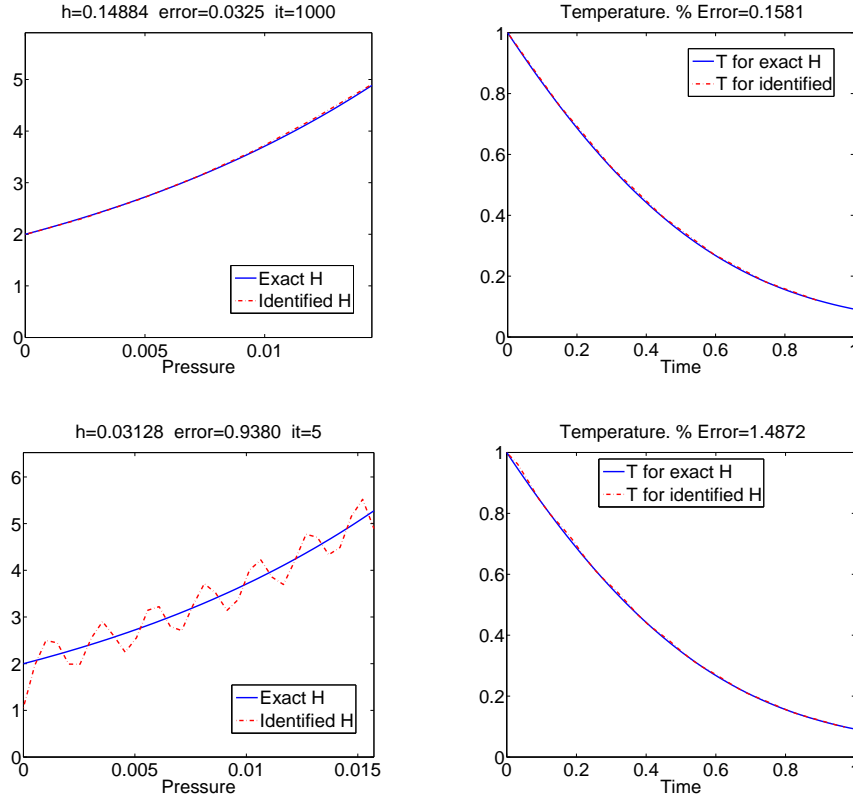 h=0.14884 error=0.0325 it=1000
5
4
3
2
1
0
0
0.005
0.01
Pressure
Exact H
Identified H
Temperature. % Error=0.1581
1
0.8
0.6
0.4
0.2
0
0
0.2
0.4
0.6
0.8
1
Time
T for exact H
T for identified
h=0.03128 error=0.9380 it=5
6
5
4
3
2
1
0
0
0.005
0.01
0.015
Pressure
Exact H
Identified H
Temperature. % Error=1.4872
1
0.8
0.6
0.4
0.2
0
0
0.2
0.4
0.6
0.8
1
Time
T for exact H
T for identified H